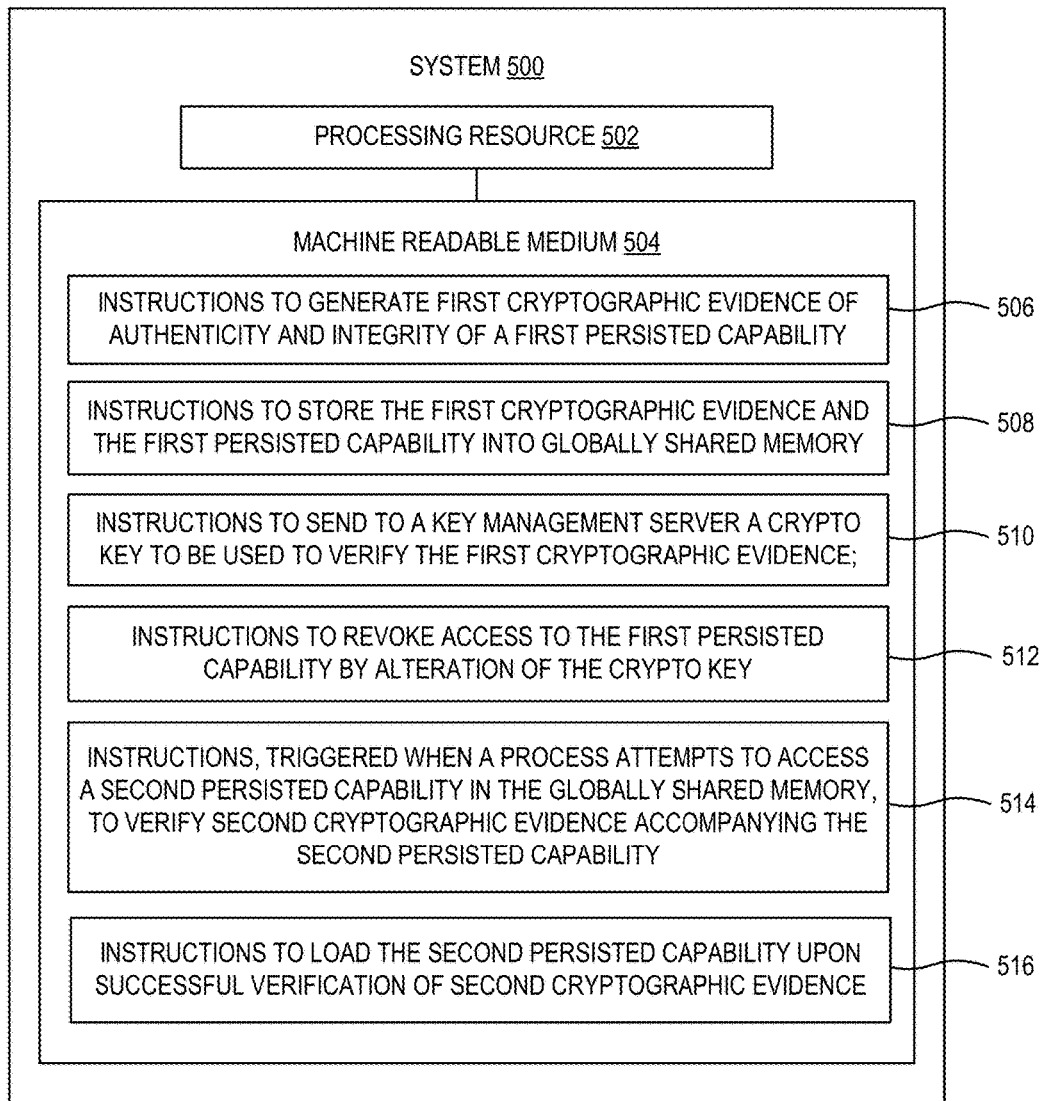 SYSTEM 500
PROCESSING RESOURCE 502
MACHINE READABLE MEDIUM 504
INSTRUCTIONS TO GENERATE FIRST CRYPTOGRAPHIC EVIDENCE OF
AUTHENTICITY AND INTEGRITY OF A FIRST PERSISTED CAPABILITY
506
INSTRUCTIONS TO STORE THE FIRST CRYPTOGRAPHIC EVIDENCE AND
THE FIRST PERSISTED CAPABILITY INTO GLOBALLY SHARED MEMORY
508
INSTRUCTIONS TO SEND TO A KEY MANAGEMENT SERVER A CRYPTO
KEY TO BE USED TO VERIFY THE FIRST CRYPTOGRAPHIC EVIDENCE;
510
INSTRUCTIONS TO REVOKE ACCESS TO THE FIRST PERSISTED
CAPABILITY BY ALTERATION OF THE CRYPTO KEY
512
INSTRUCTIONS, TRIGGERED WHEN A PROCESS ATTEMPTS TO ACCESS
A SECOND PERSISTED CAPABILITY IN THE GLOBALLY SHARED MEMORY,
TO VERIFY SECOND CRYPTOGRAPHIC EVIDENCE ACCOMPANYING THE
SECOND PERSISTED CAPABILITY
514
INSTRUCTIONS TO LOAD THE SECOND PERSISTED CAPABILITY UPON
SUCCESSFUL VERIFICATION OF SECOND CRYPTOGRAPHIC EVIDENCE
516